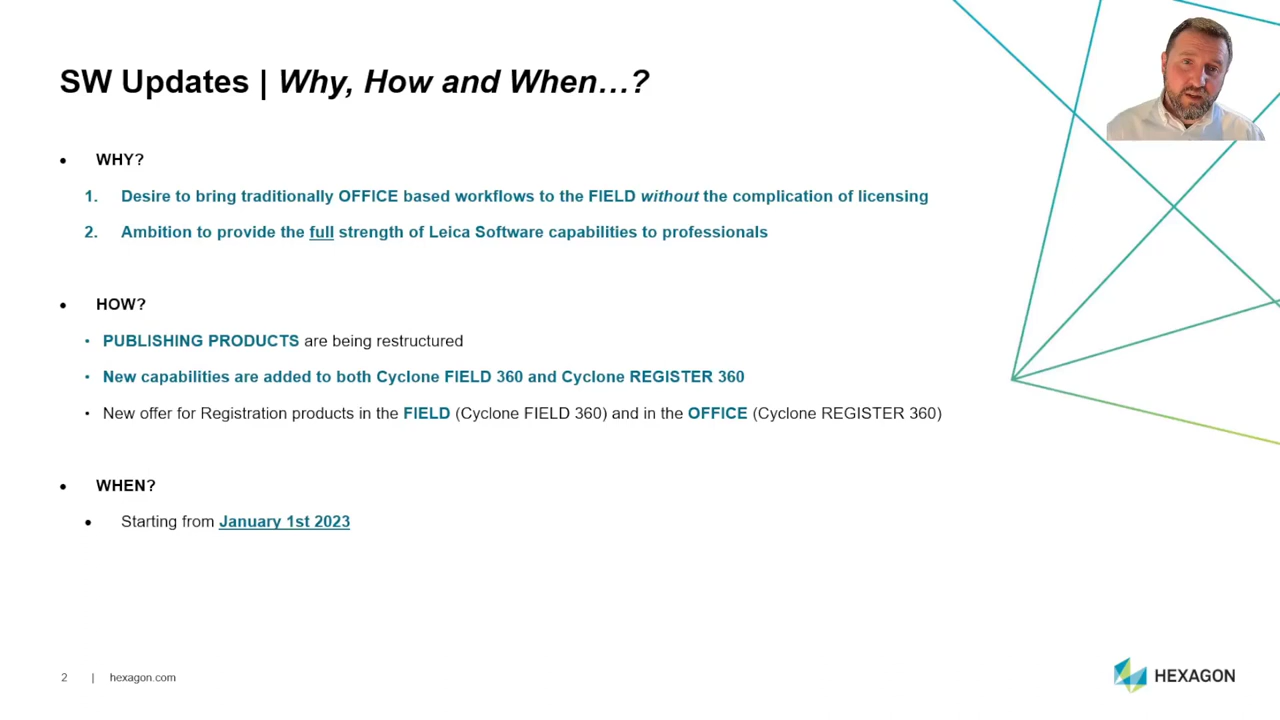 SW Updates | Why, How and When…?
• WHY?
1. Desire to bring traditionally OFFICE based workflows to the FIELD without the complication of licensing
2. Ambition to provide the full strength of Leica Software capabilities to professionals
• HOW?
• PUBLISHING PRODUCTS are being restructured
• New capabilities are added to both Cyclone FIELD 360 and Cyclone REGISTER 360
• New offer for Registration products in the FIELD (Cyclone FIELD 360) and in the OFFICE (Cyclone REGISTER 360)
• WHEN?
• Starting from January 1st 2023
2 | hexagon.com
HEXAGON